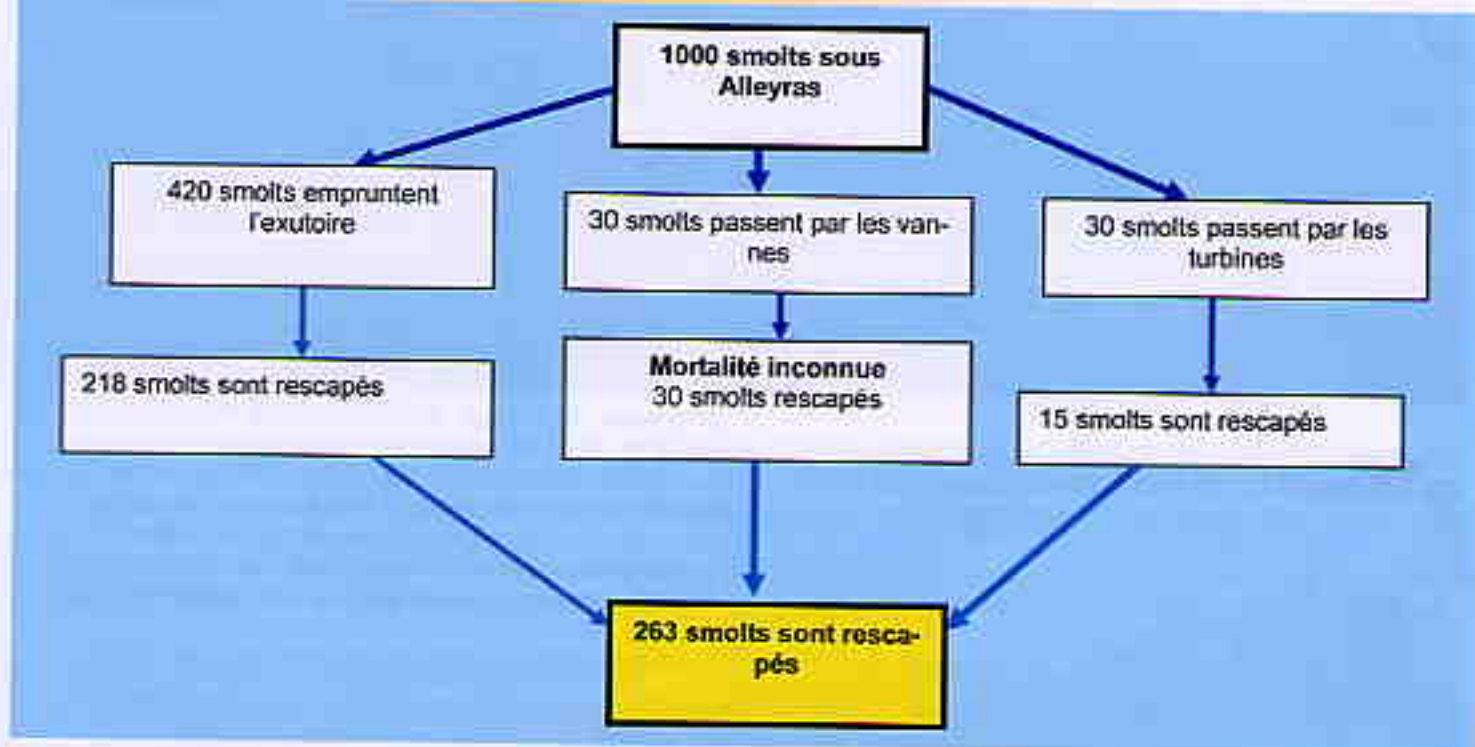 1000 smolts sous
Alleyras
420 smolts empruntent
l'exutoire
30 smolts passent par les van-
nes
30 smolts passent par les
turbines
218 smolts sont rescapés
Mortalité inconnue
30 smolts rescapés
15 smolts sont rescapés
263 smolts sont resca-
pés